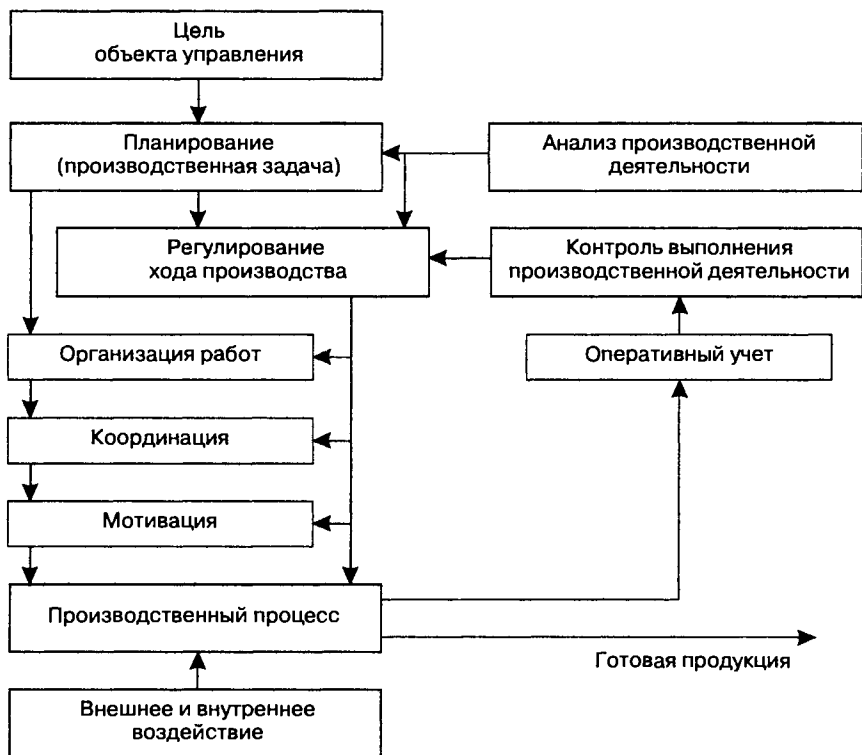 Цель
объекта управления
Планирование
(производственная задача)
Анализ производственной
деятельности
Регулирование
хода производства
Контроль выполнения
производственной деятельности
Организация работ
Оперативный учет
Координация
Мотивация
Производственный процесс
Готовая продукция
Внешнее и внутреннее
воздействие